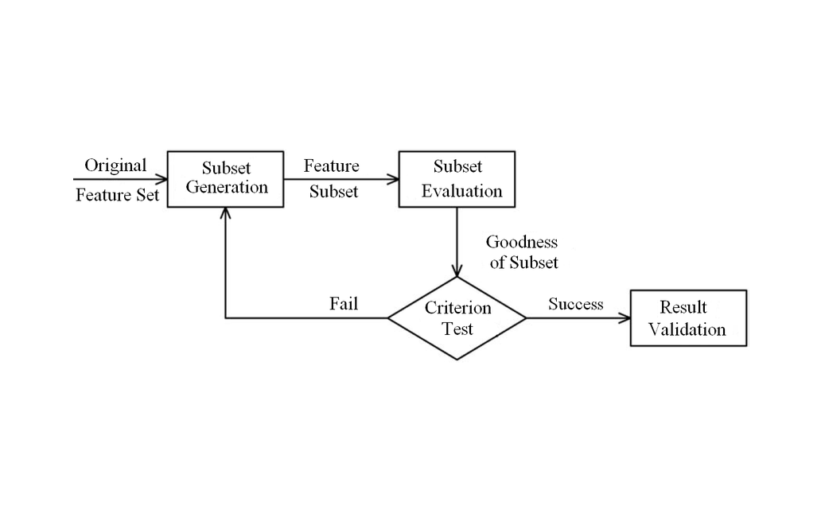 Original
Feature Set
Subset
Generation
Feature
Subset
Subset
Evaluation
Goodness
of Subset
Fail
Criterion
Test
Success
Result
Validation